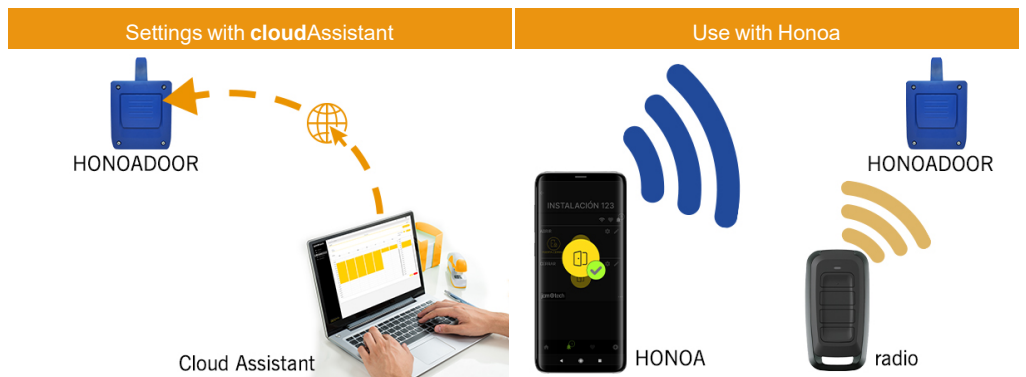 Settings with cloudAssistant
Use with Honoa
HONOADOOR
HONOADOOR
INSTALACIÓN 123
Cloud Assistant
HONOA
radio